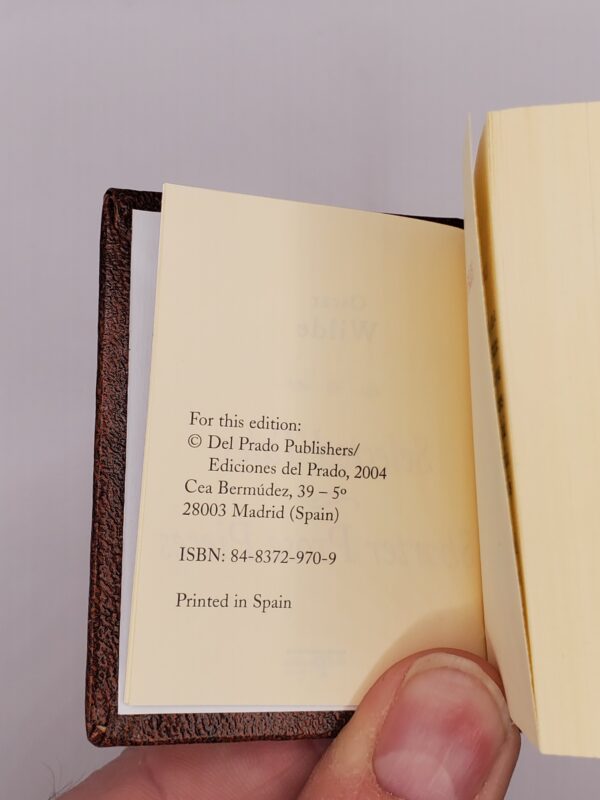 For this edition:
© Del Prado Publishers/
Ediciones del Prado, 2004
Cea Bermúdez, 39 – 5º
28003 Madrid (Spain)
ISBN: 84-8372-970-9
Printed in Spain